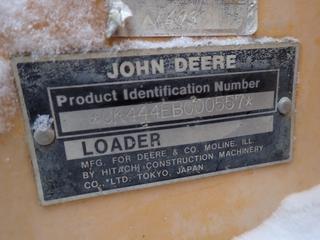 JOHN DEERE
Product Identification Number
LOADER
MFG. FOR DEERE & CO. MOLINE, ILL.
BY HITACHI CONSTRUCTION MACHINERY
CO., LTD. TOKYO, JAPAN